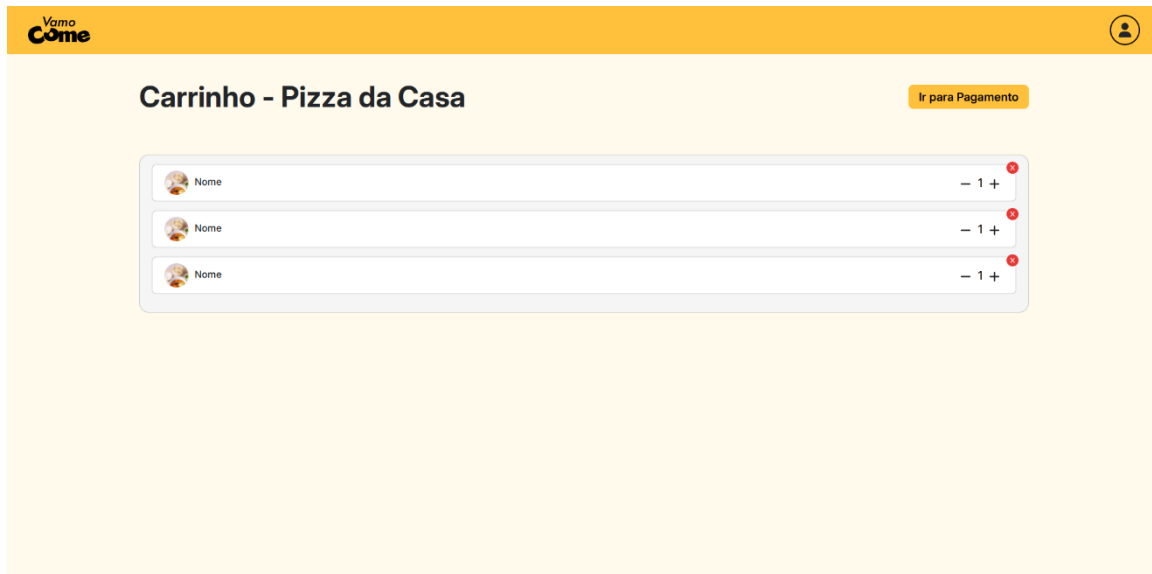 Vamo
Come
Carrinho - Pizza da Casa
Ir para Pagamento
Nome
− 1 +
x
Nome
− 1 +
x
Nome
− 1 +
x